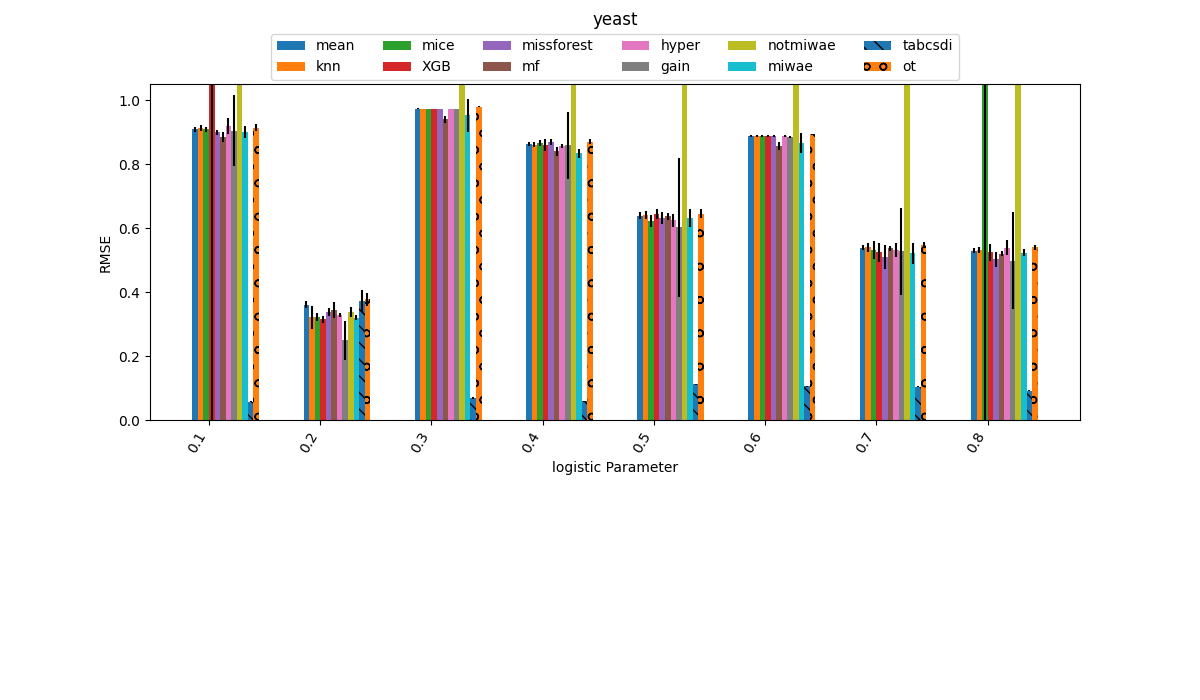 yeast
mean mice missforest hyper notmiwae tabcsdi
knn XGB mf gain miwae ot
1.0
0.8
0.6
0.4
0.2
0.0
RMSE
0.1 0.2 0.3 0.4 0.5 0.6 0.7 0.8
logistic Parameter